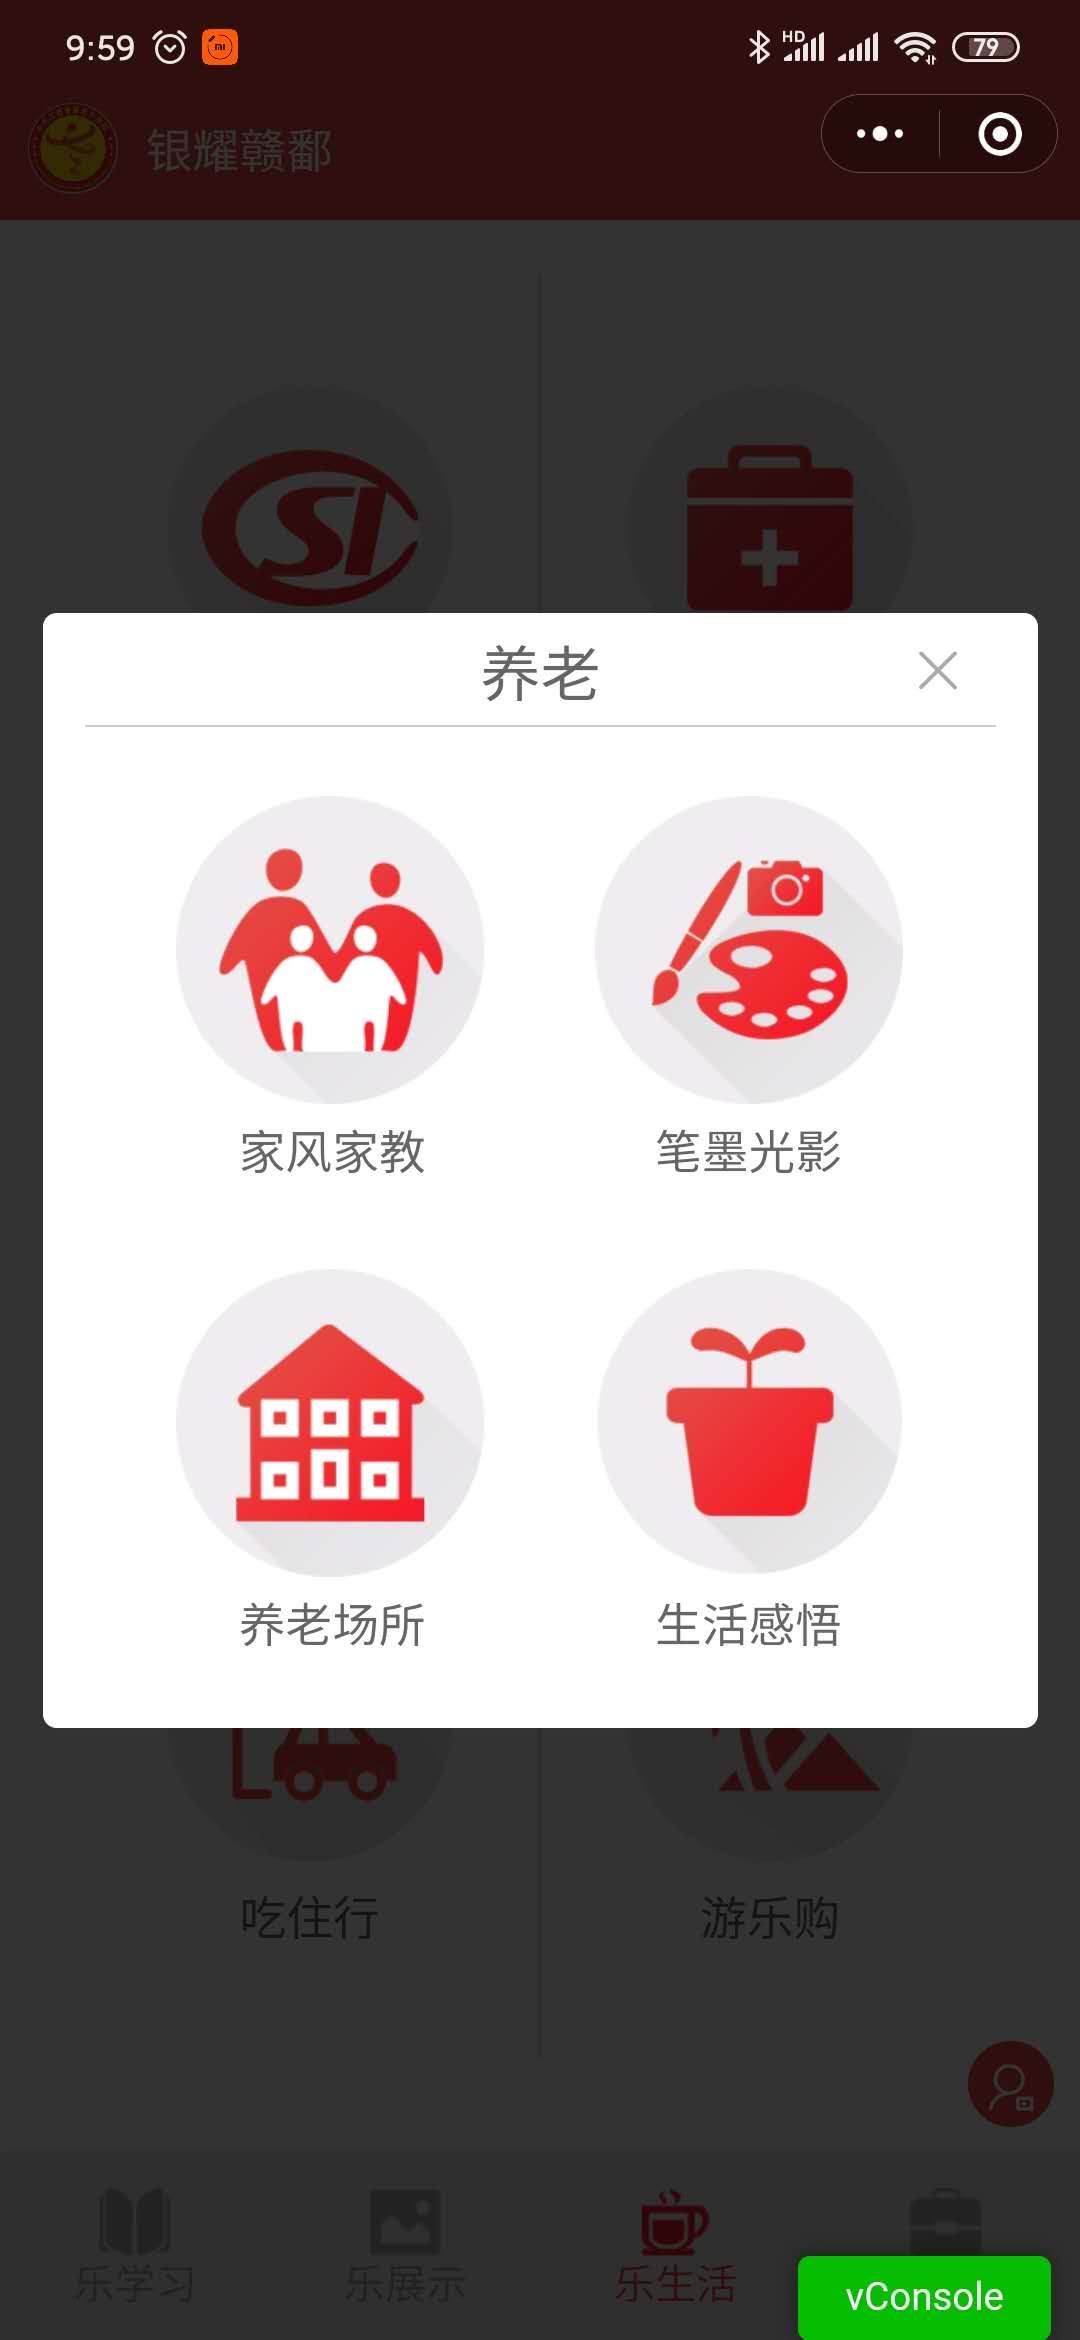 9:59
HD
79
银耀赣鄱
养老
家风家教
笔墨光影
养老场所
生活感悟
吃住行
游乐购
乐学习
乐展示
乐生活
vConsole